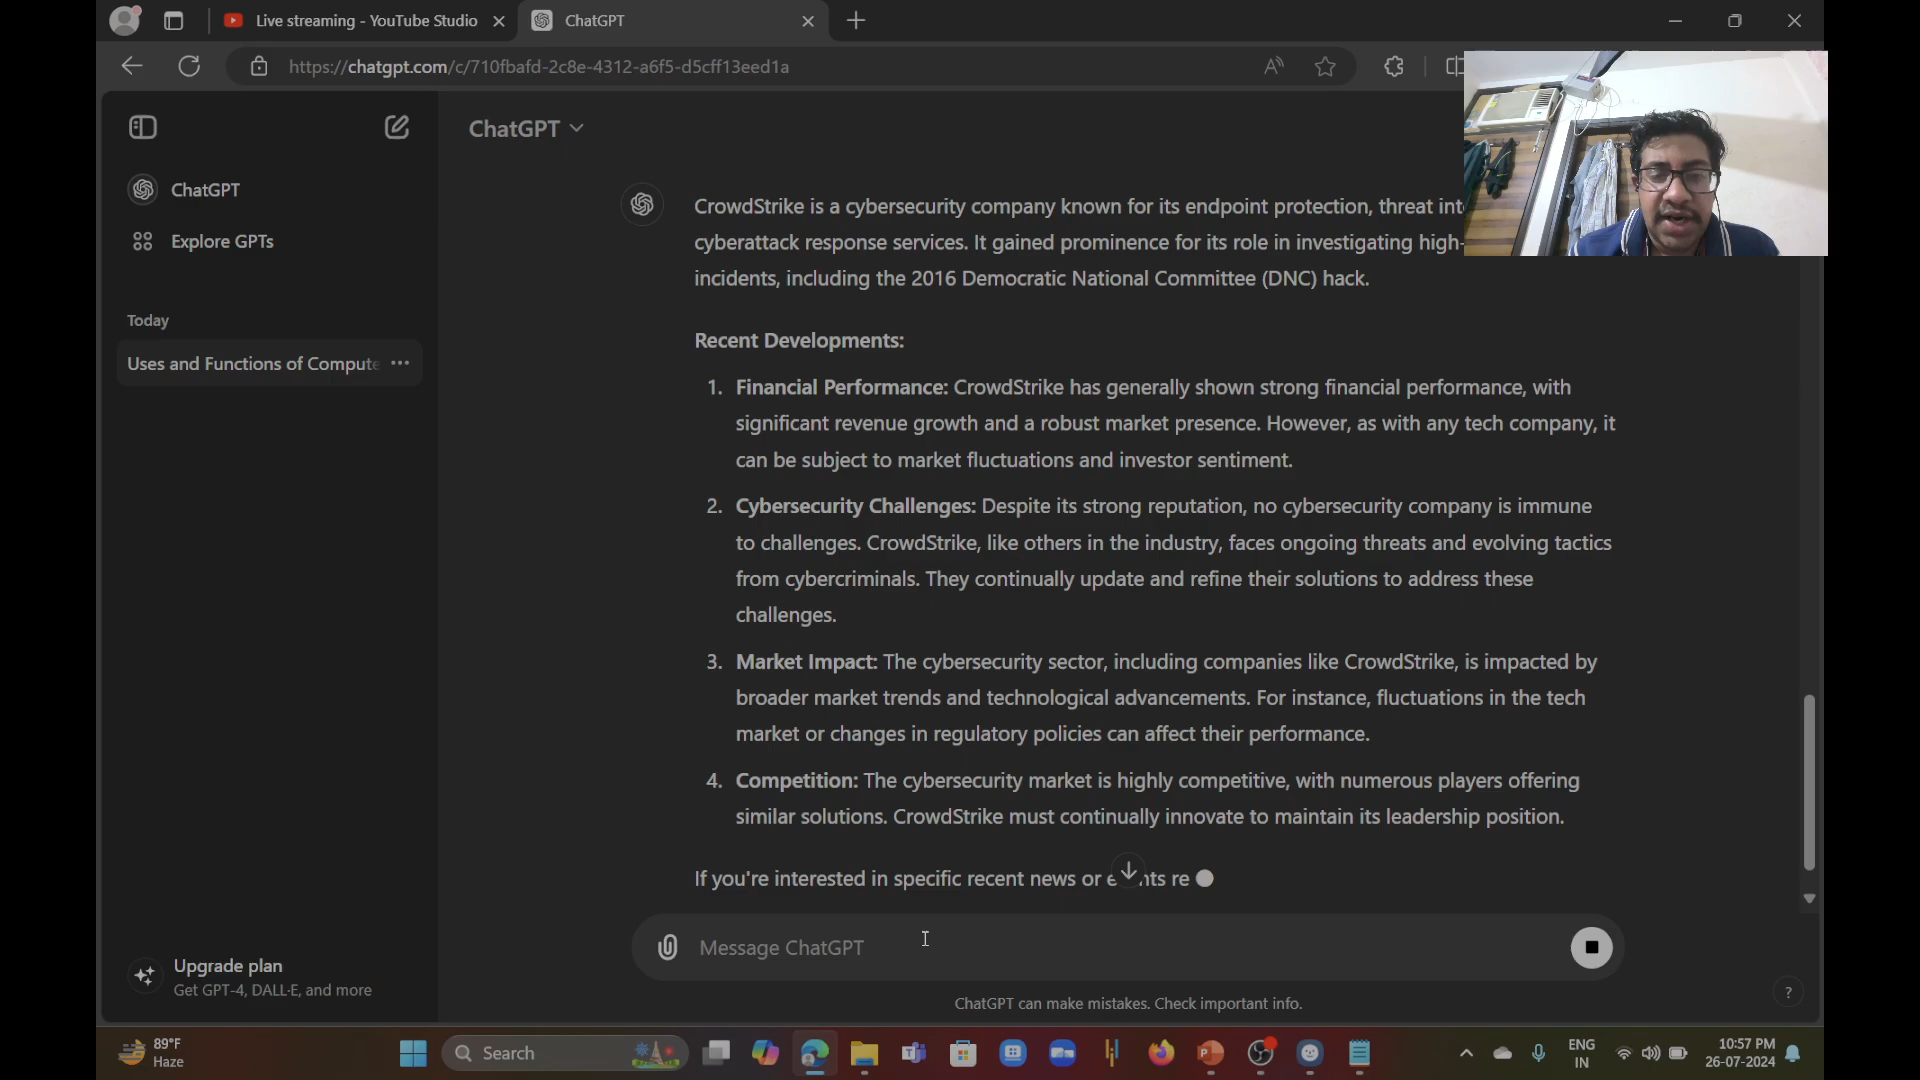 Live streaming - YouTube Studio
ChatGPT
https://chatgpt.com/c/710fbafd-2c8e-4312-a6f5-d5cff13eed1a
ChatGPT
ChatGPT
Explore GPTs
Today
Uses and Functions of Compute
CrowdStrike is a cybersecurity company known for its endpoint protection, threat
cyberattack response services. It gained prominence for its role in investigating high-
incidents, including the 2016 Democratic National Committee (DNC) hack.
Recent Developments:
1. Financial Performance: CrowdStrike has generally shown strong financial performance, with
significant revenue growth and a robust market presence. However, as with any tech company, it
can be subject to market fluctuations and investor sentiment.
2. Cybersecurity Challenges: Despite its strong reputation, no cybersecurity company is immune
to challenges. CrowdStrike, like others in the industry, faces ongoing threats and evolving tactics
from cybercriminals. They continually update and refine their solutions to address these
challenges.
3. Market Impact: The cybersecurity sector, including companies like CrowdStrike, is impacted by
broader market trends and technological advancements. For instance, fluctuations in the tech
market or changes in regulatory policies can affect their performance.
4. Competition: The cybersecurity market is highly competitive, with numerous players offering
similar solutions. CrowdStrike must continually innovate to maintain its leadership position.
If you're interested in specific recent news or re
Message ChatGPT
ChatGPT can make mistakes. Check important info.
?
Upgrade plan
Get GPT-4, DALL·E, and more
89°F
Haze
Search
ENG
IN
10:57 PM
26-07-2024